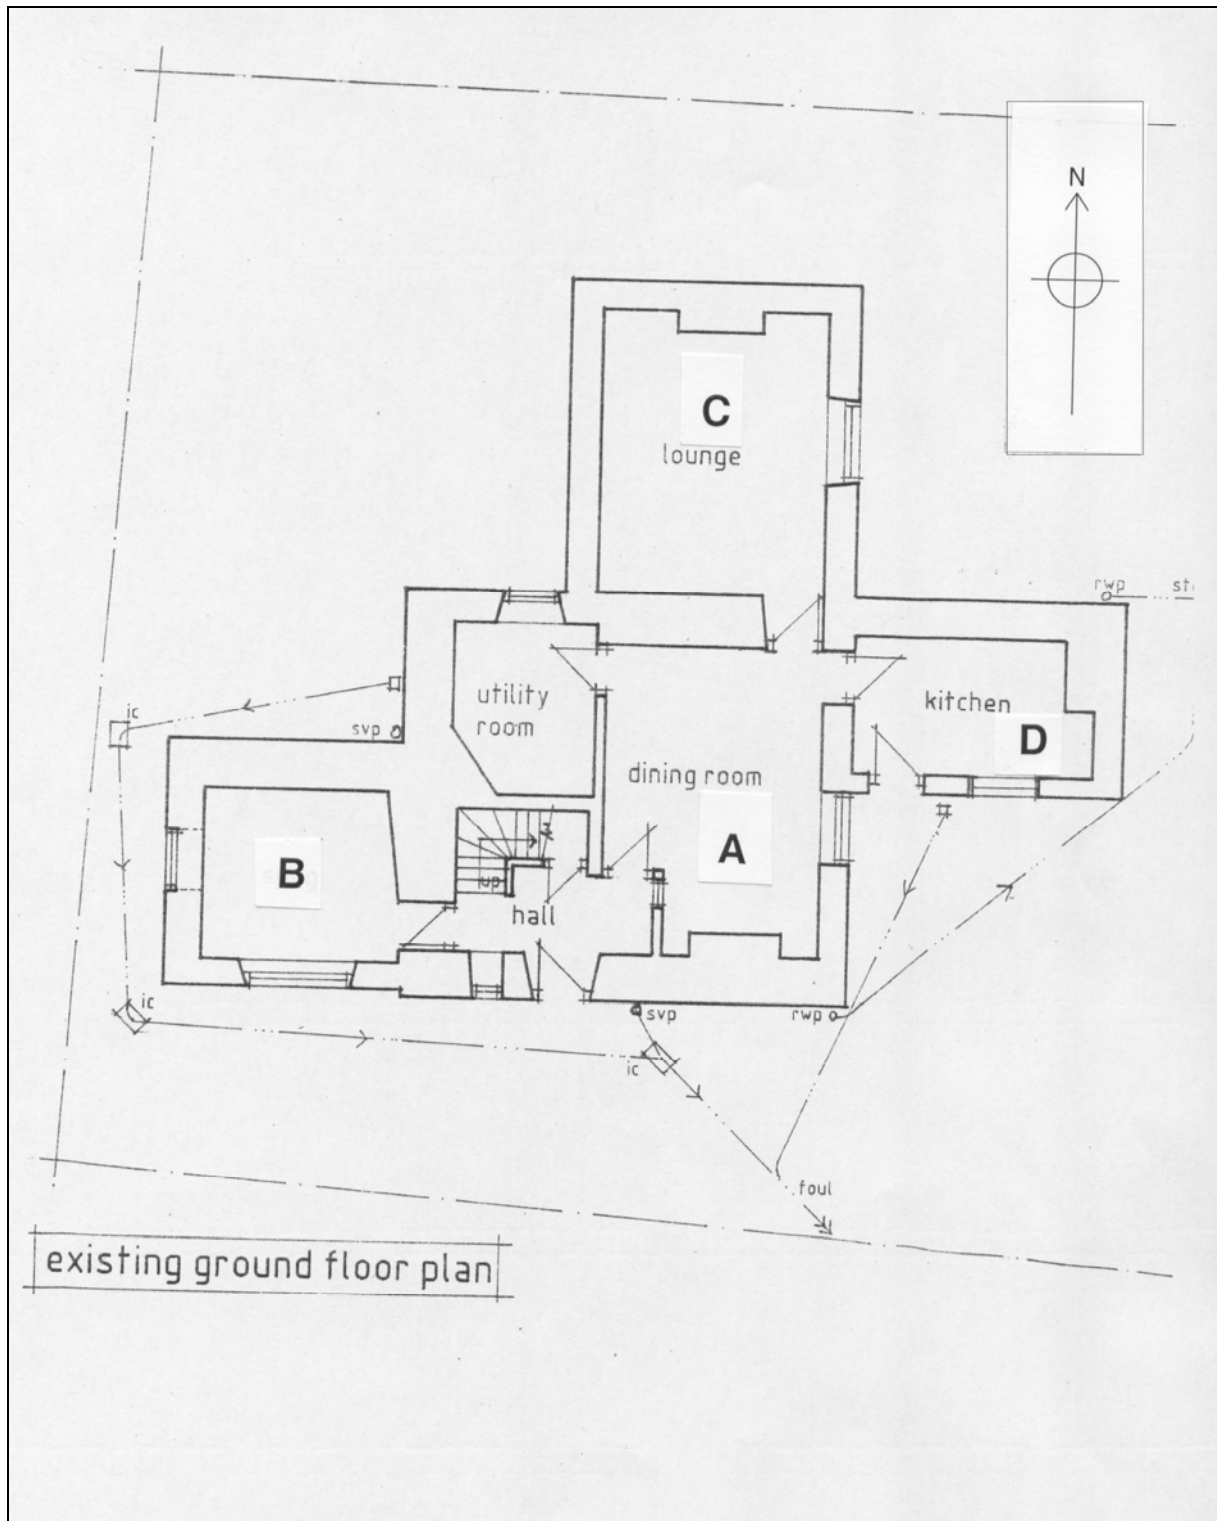 N
C
lounge
rwp
utility
room
kitchen
D
ic
svp
dining room
A
B
up
hall
svp
rwp
ic
ic
foul
existing ground floor plan